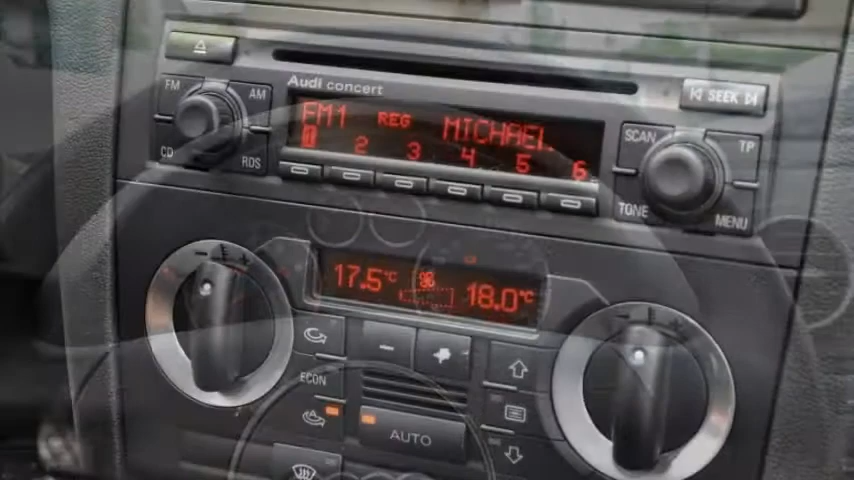 Audi concert
FM AM
CD RDS
FM1 REG MICHAEL
1 2 3 4 5 6
SEEK
SCAN TP
TONE MENU
17.5°C 18.0°C
ECON
A
AUTO